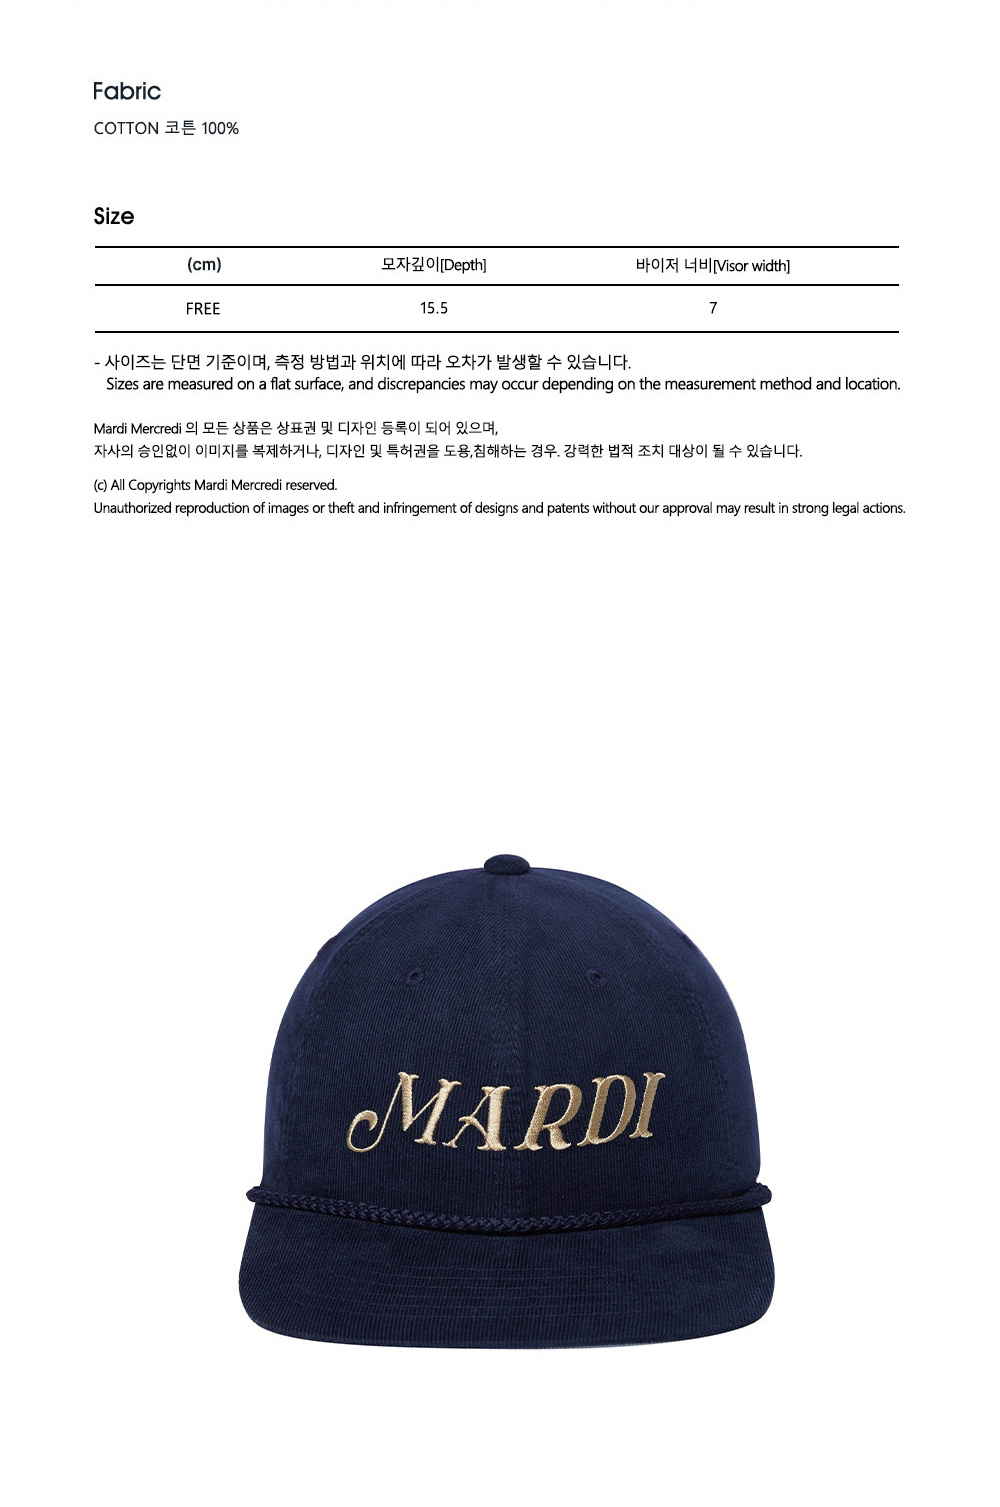 Fabric
COTTON 코튼 100%
Size
(cm) 모자깊이[Depth] 바이저 너비[Visor width]
FREE 15.5 7
- 사이즈는 단면 기준이며, 측정 방법과 위치에 따라 오차가 발생할 수 있습니다.
Sizes are measured on a flat surface, and discrepancies may occur depending on the measurement method and location.
Mardi Mercredi 의 모든 상품은 상표권 및 디자인 등록이 되어 있으며,
자사의 승인없이 이미지를 복제하거나, 디자인 및 특허권을 도용,침해하는 경우. 강력한 법적 조치 대상이 될 수 있습니다.
(c) All Copyrights Mardi Mercredi reserved.
Unauthorized reproduction of images or theft and infringement of designs and patents without our approval may result in strong legal actions.
MARDI